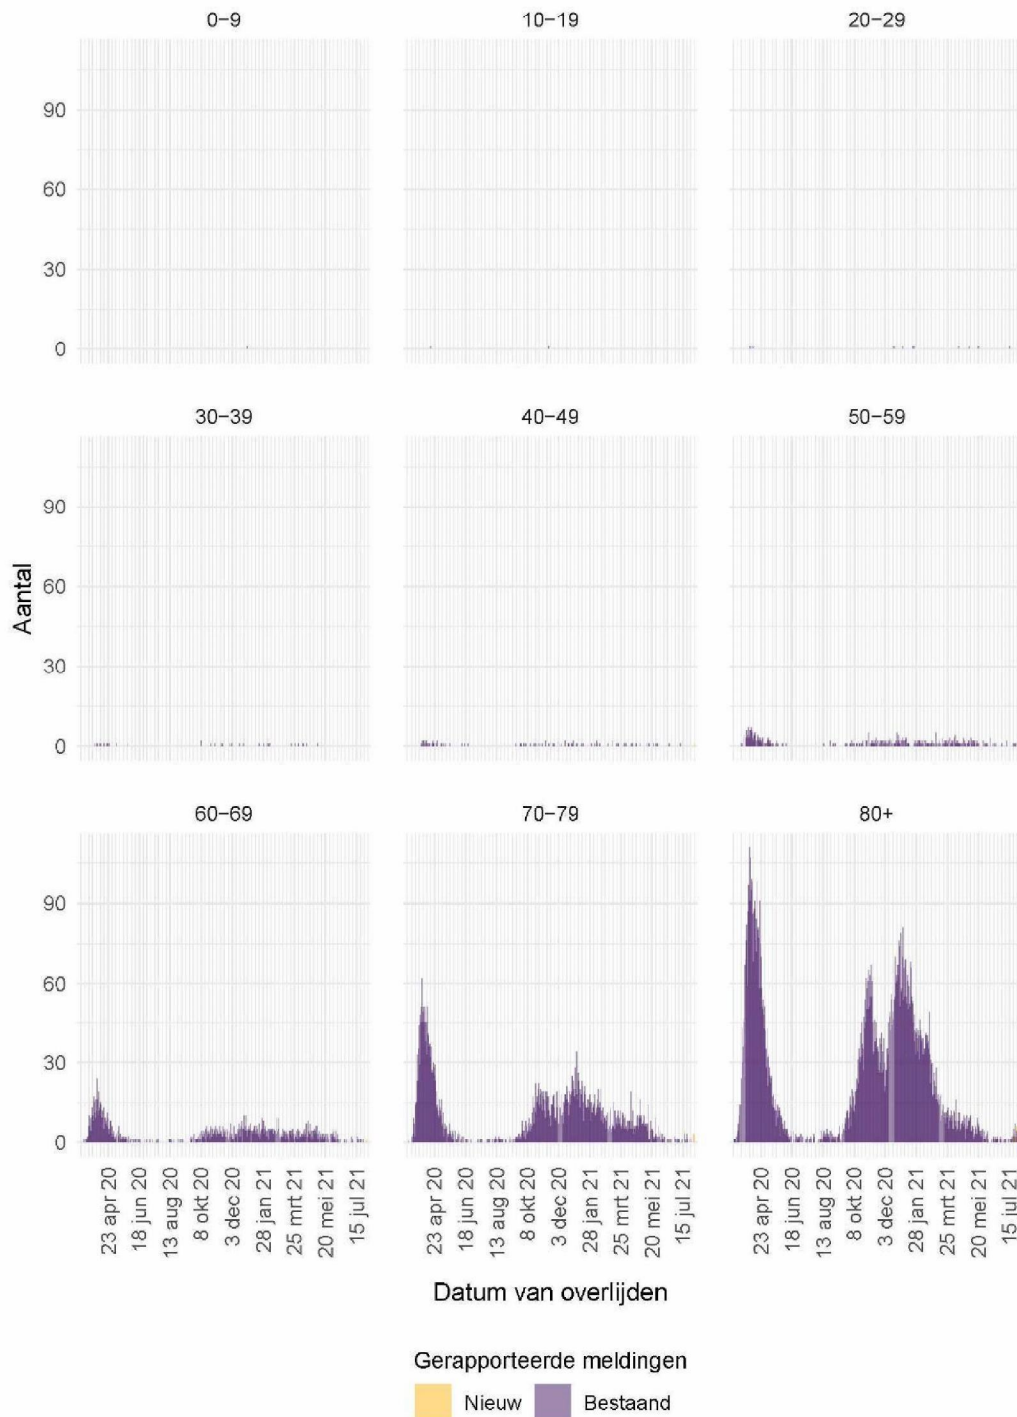 0−9 10−19 20−29
90
60
30
0
30−39 40−49 50−59
90
60
30
0
Aantal
60−69 70−79 80+
90
60
30
0
23 apr 20 18 jun 20 13 aug 20 8 okt 20 3 dec 20 28 jan 21 25 mrt 21 20 mei 21 15 jul 21 23 apr 20 18 jun 20 13 aug 20 8 okt 20 3 dec 20 28 jan 21 25 mrt 21 20 mei 21 15 jul 21 23 apr 20 18 jun 20 13 aug 20 8 okt 20 3 dec 20 28 jan 21 25 mrt 21 20 mei 21 15 jul 21
Datum van overlijden
Gerapporteerde meldingen
Nieuw Bestaand